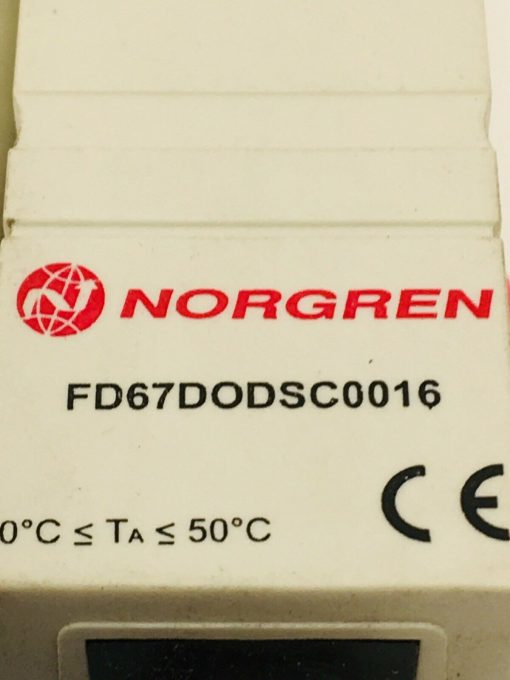 NORGREN
FD67DODSC0016
0°C ≤ TA ≤ 50°C
CE